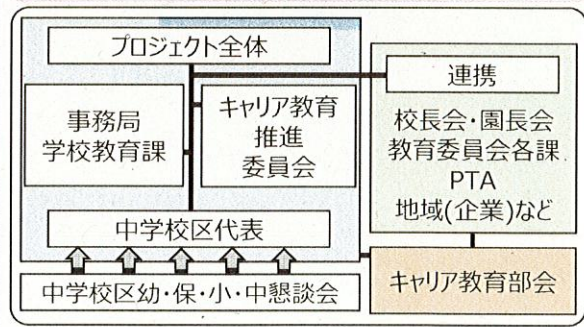 プロジェクト全体
事務局
学校教育課
キャリア教育
推進
委員会
中学校区代表
中学校区幼・保・小・中懇談会
連携
校長会・園長会
教育委員会各課
PTA
地域(企業)など
キャリア教育部会